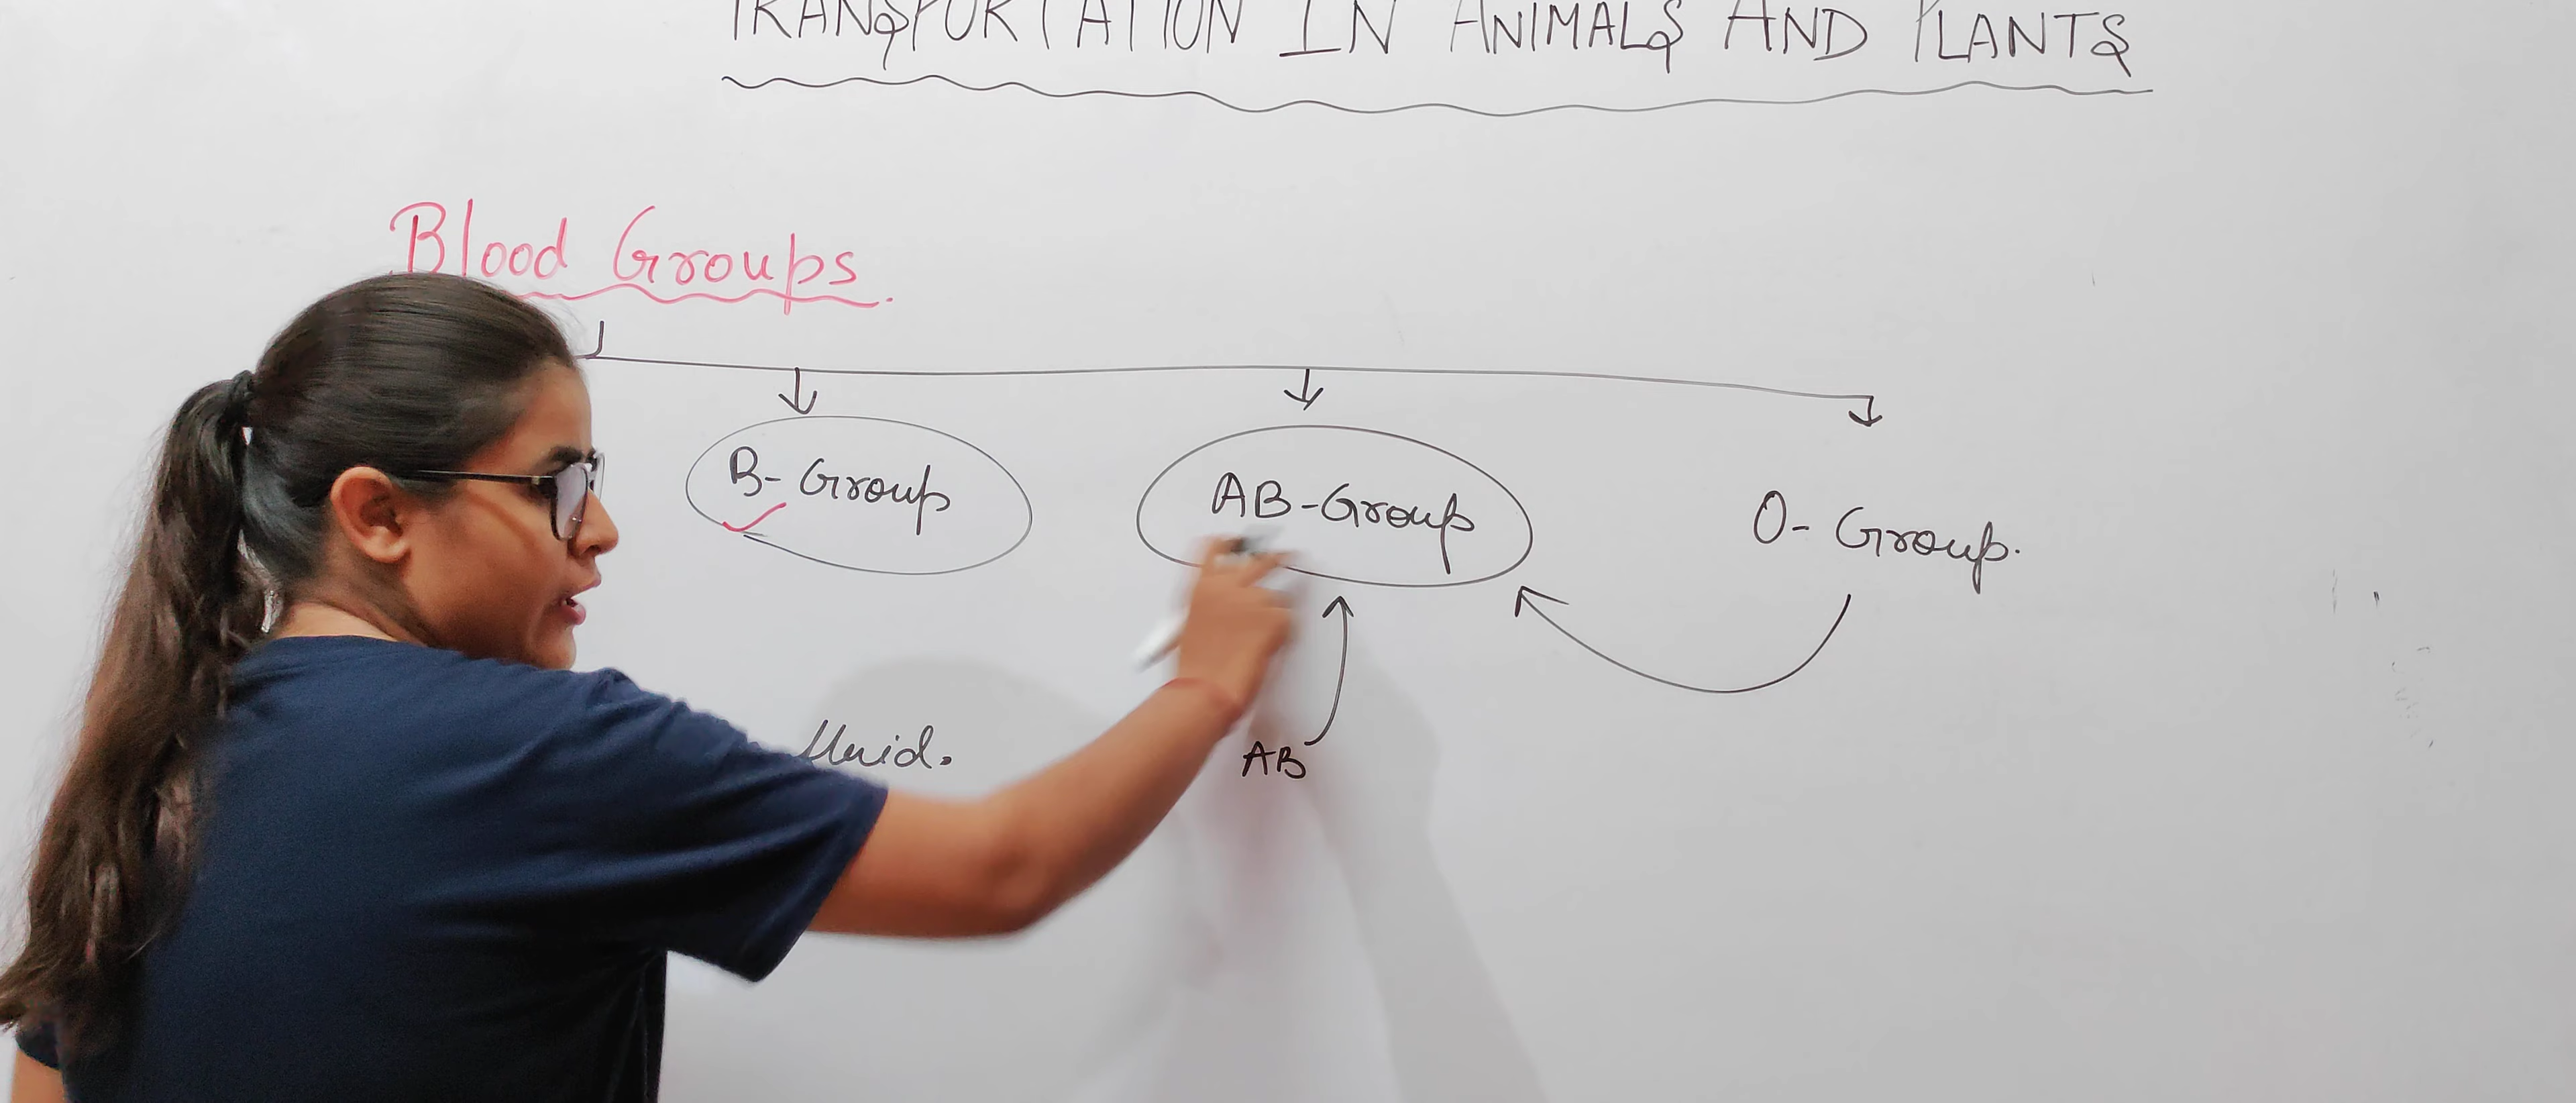 TRANSPORTATION IN ANIMALS AND PLANTS
Blood Groups.
B- Group
AB-Group
O- Group.
fluid.
AB